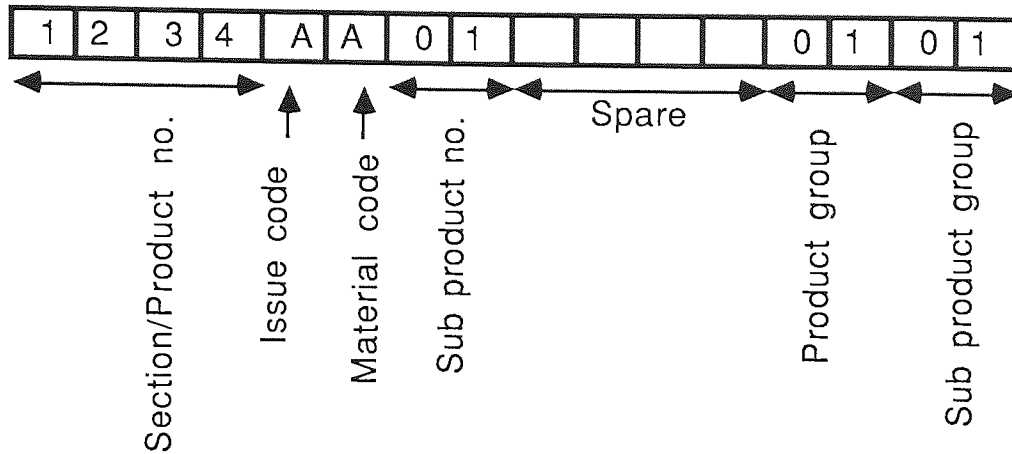 1 2 3 4 A A 0 1 0 1 0 1
Section/Product no.
Issue code
Material code
Sub product no.
Spare
Product group
Sub product group